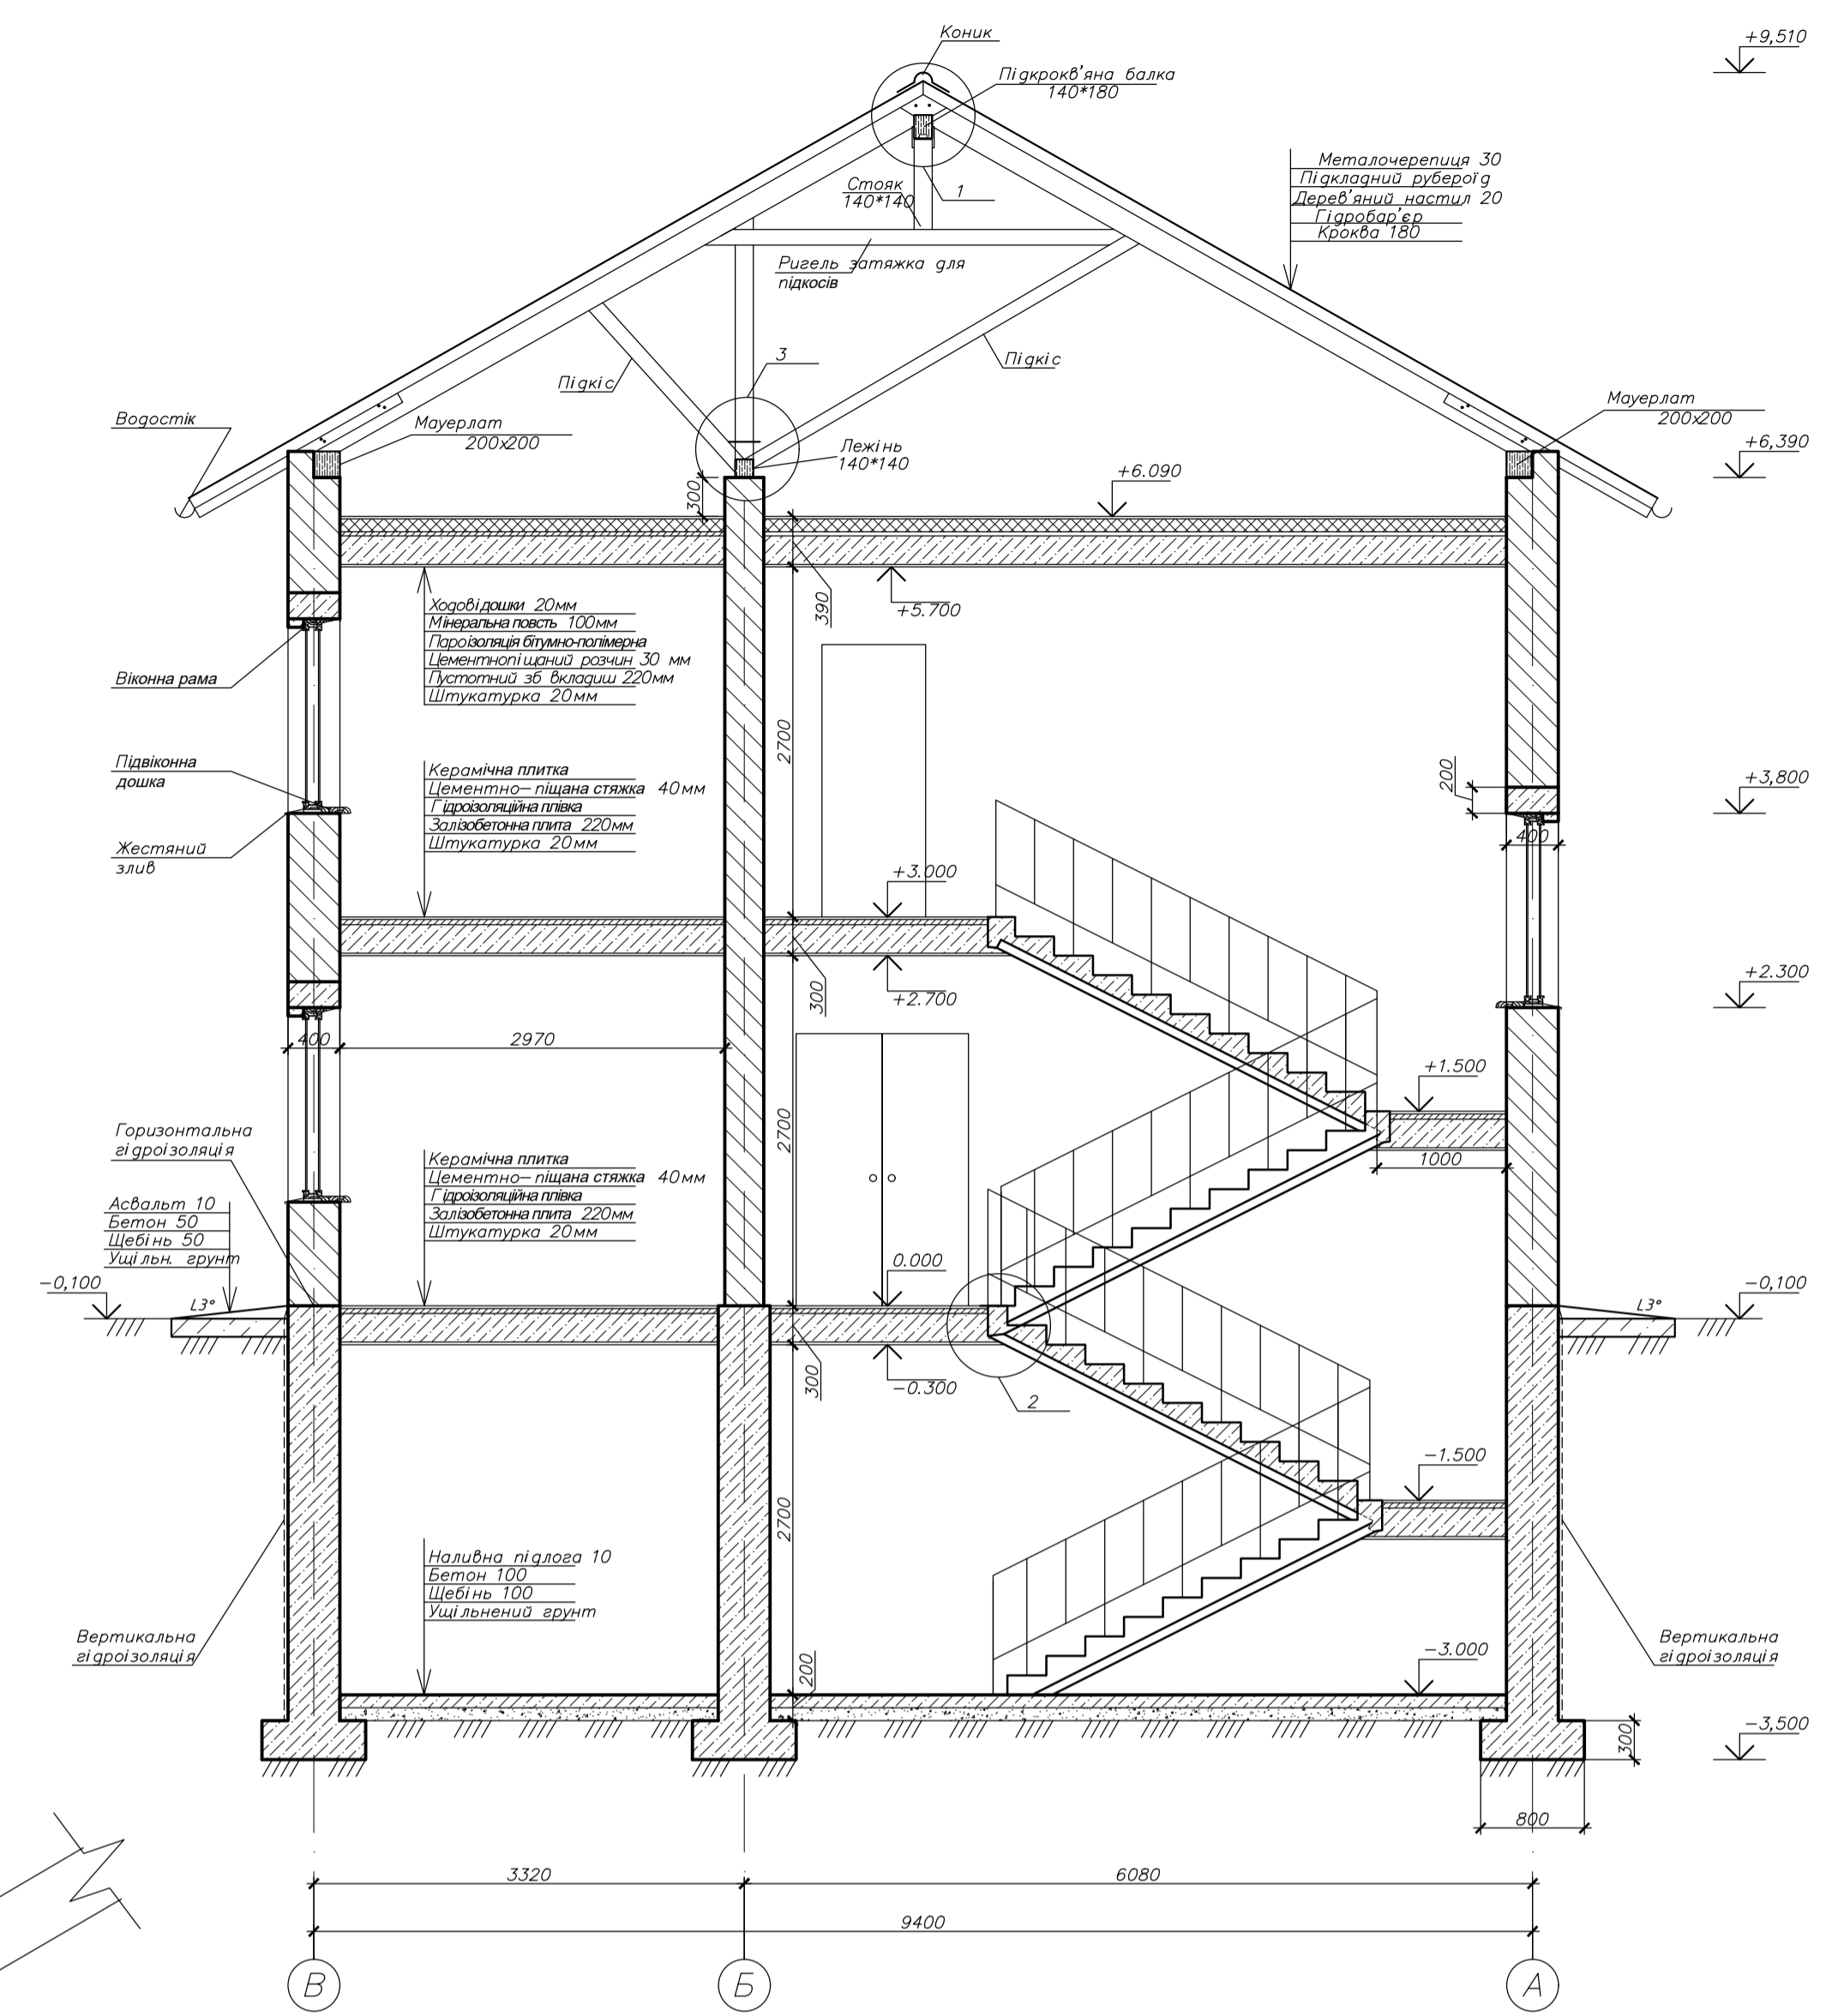 Коник
+9,510
Підкроквʼяна балка
140*180
Металочерепиця 30
Підкладний рубероїд
Деревʼяний настил 20
Гідробарʼєр
Кроква 180
Стояк
140*140
1
Ригель затяжка для
підкосів
3
Підкіс
Підкіс
Водостік
Мауерлат
200x200
Мауерлат
200x200
Лежінь
140*140
+6,390
300
+6.090
390
+5.700
Ходові дошки 20мм
Мінеральна повсть 100мм
Пароізоляція бітумно-полімерна
Цементнопіщаний розчин 30 мм
Пустотний зб вкладиш 220мм
Штукатурка 20мм
Віконна рама
2700
Підвіконна
дошка
Керамічна плитка
Цементно-піщана стяжка 40мм
Гідроізоляційна плівка
Залізобетонна плита 220мм
Штукатурка 20мм
200
+3,800
400
Жестяний
злив
+3.000
300
+2.700
+2.300
400
2970
+1.500
2700
1000
Горизонтальна
гідроізоляція
Асвальт 10
Бетон 50
Щебінь 50
Ущільн. грунт
Керамічна плитка
Цементно-піщана стяжка 40мм
Гідроізоляційна плівка
Залізобетонна плита 220мм
Штукатурка 20мм
0.000
-0,100
L3°
L3°
-0,100
300
-0.300
2
-1.500
2700
Наливна підлога 10
Бетон 100
Щебінь 100
Ущільнений грунт
Вертикальна
гідроізоляція
Вертикальна
гідроізоляція
200
-3.000
300
-3,500
800
3320
6080
9400
В
Б
А